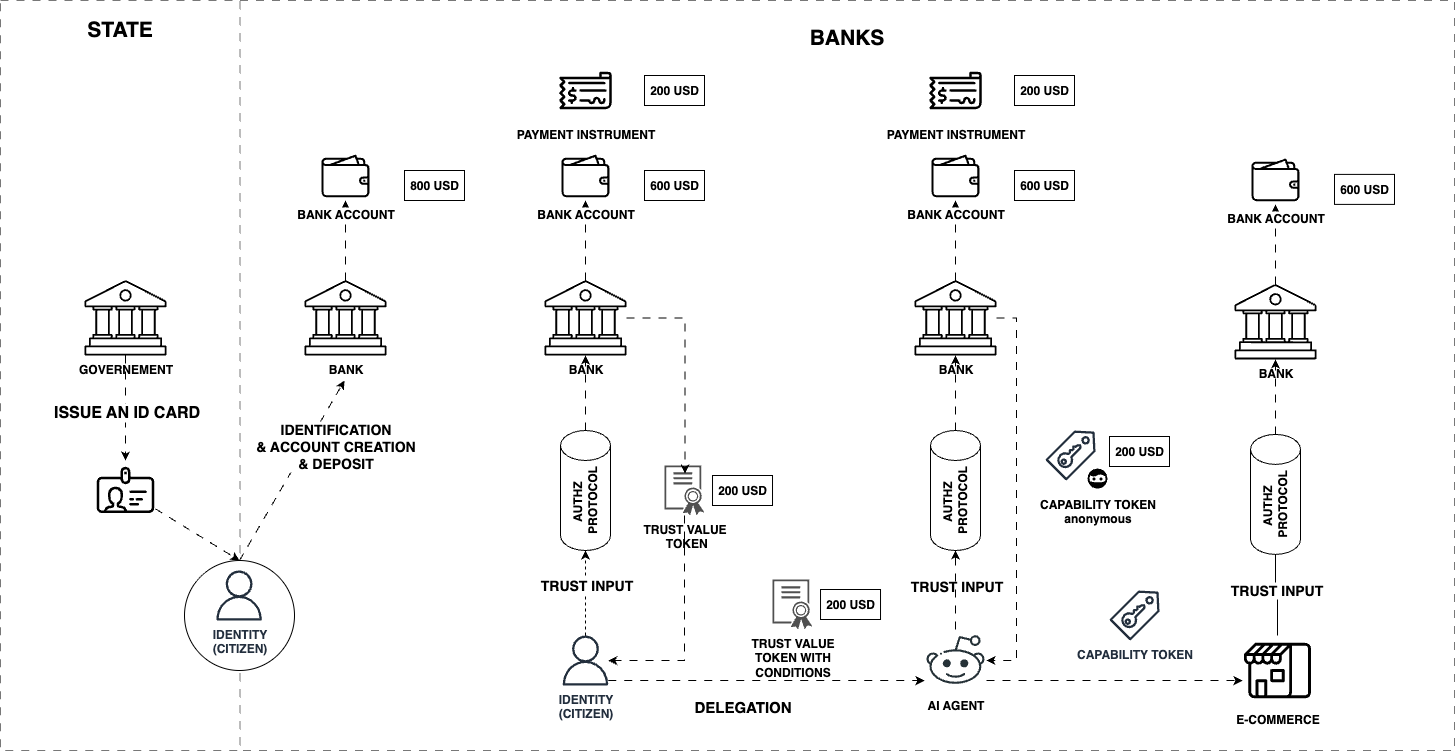 STATE
BANKS
200 USD
200 USD
PAYMENT INSTRUMENT
PAYMENT INSTRUMENT
800 USD
600 USD
600 USD
600 USD
BANK ACCOUNT
BANK ACCOUNT
BANK ACCOUNT
BANK ACCOUNT
GOVERNEMENT
BANK
BANK
BANK
BANK
ISSUE AN ID CARD
IDENTIFICATION
& ACCOUNT CREATION
& DEPOSIT
AUTHZ
PROTOCOL
200 USD
TRUST VALUE
TOKEN
AUTHZ
PROTOCOL
200 USD
CAPABILITY TOKEN
anonymous
AUTHZ
PROTOCOL
TRUST INPUT
TRUST INPUT
TRUST INPUT
200 USD
IDENTITY
(CITIZEN)
TRUST VALUE
TOKEN WITH
CONDITIONS
CAPABILITY TOKEN
IDENTITY
(CITIZEN)
DELEGATION
AI AGENT
E-COMMERCE